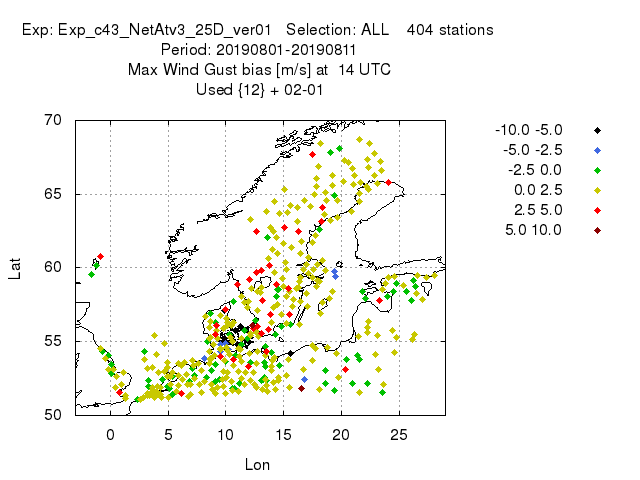 Exp: Exp_c43_NetAtv3_25D_ver01 Selection: ALL 404 stations
Period: 20190801-20190811
Max Wind Gust bias [m/s] at 14 UTC
Used {12} + 02-01
-10.0 -5.0
-5.0 -2.5
-2.5 0.0
0.0 2.5
2.5 5.0
5.0 10.0
70
65
60
55
50
Lat
0 5 10 15 20 25
Lon